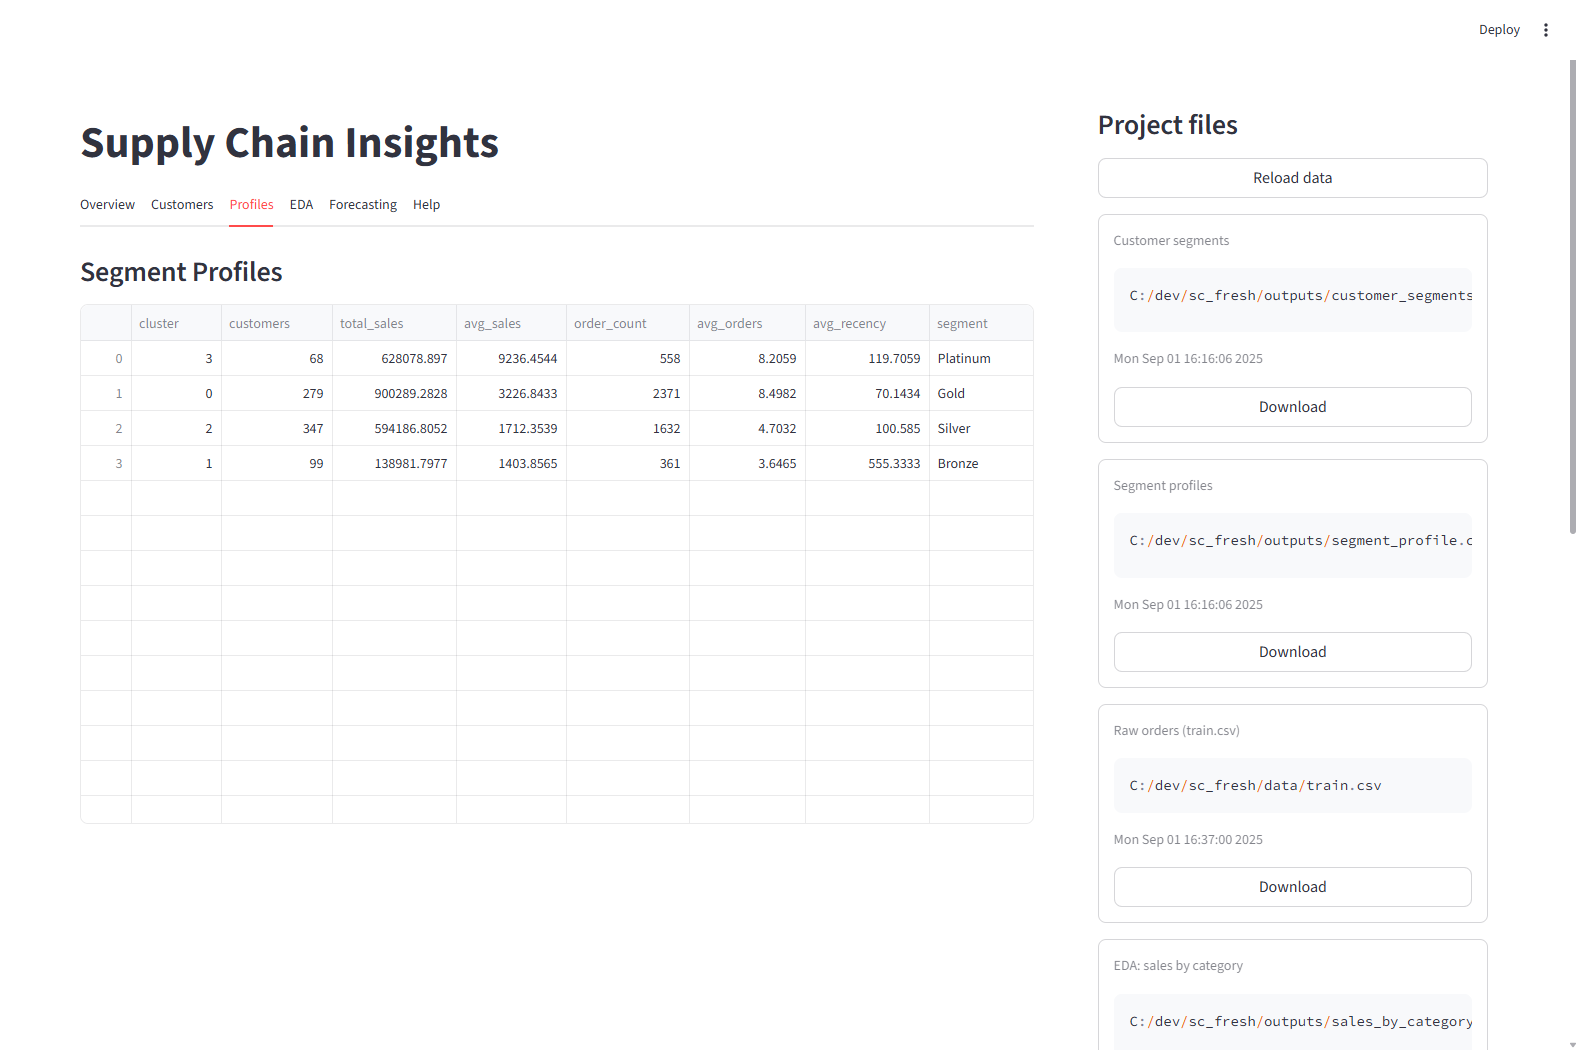 Deploy
Supply Chain Insights
Overview Customers Profiles EDA Forecasting Help
Segment Profiles
cluster customers total_sales avg_sales order_count avg_orders avg_recency segment
0 3 68 628078.897 9236.4544 558 8.2059 119.7059 Platinum
1 0 279 900289.2828 3226.8433 2371 8.4982 70.1434 Gold
2 2 347 594186.8052 1712.3539 1632 4.7032 100.585 Silver
3 1 99 138981.7977 1403.8565 361 3.6465 555.3333 Bronze
Project files
Reload data
Customer segments
C:/dev/sc_fresh/outputs/customer_segments
Mon Sep 01 16:16:06 2025
Download
Segment profiles
C:/dev/sc_fresh/outputs/segment_profile.c
Mon Sep 01 16:16:06 2025
Download
Raw orders (train.csv)
C:/dev/sc_fresh/data/train.csv
Mon Sep 01 16:37:00 2025
Download
EDA: sales by category
C:/dev/sc_fresh/outputs/sales_by_category